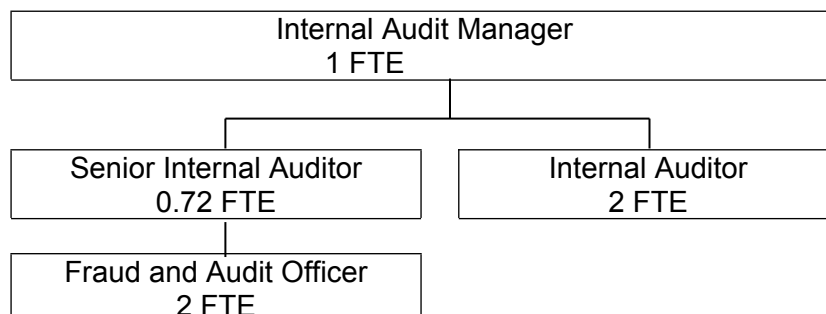 Internal Audit Manager
1 FTE
Senior Internal Auditor
0.72 FTE
Internal Auditor
2 FTE
Fraud and Audit Officer
2 FTE